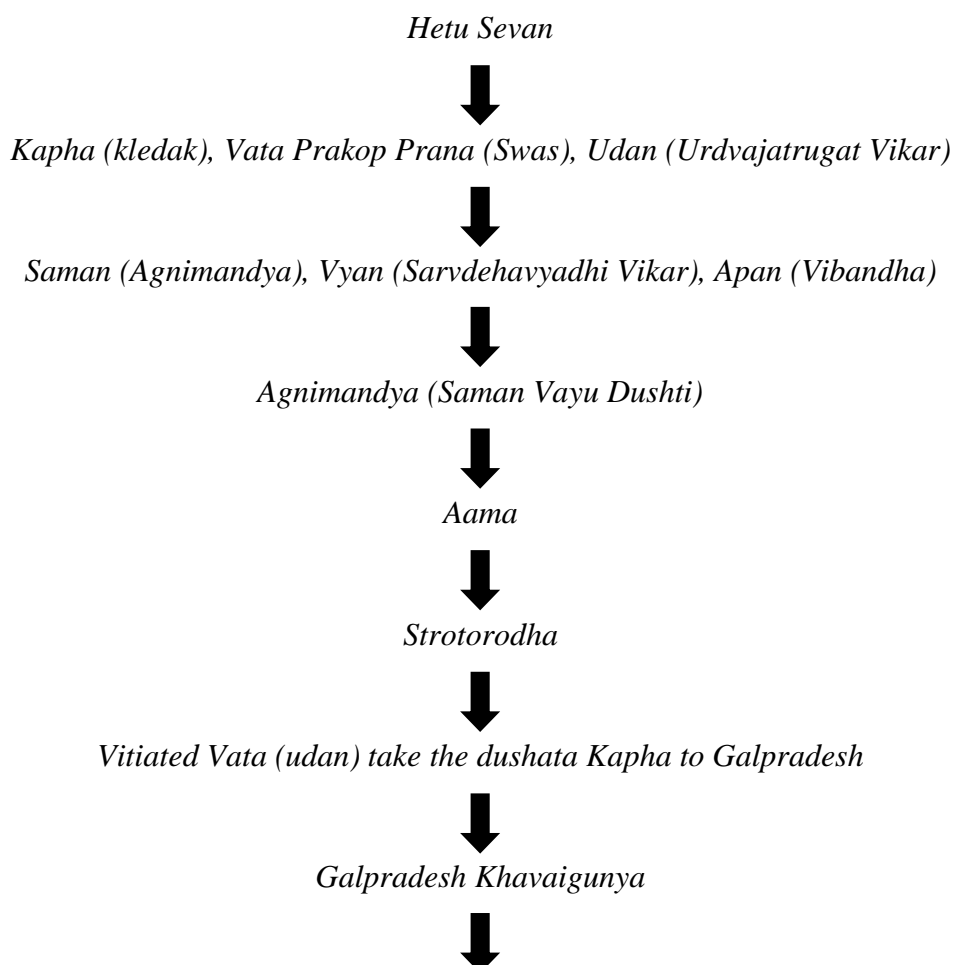 Hetu Sevan
Kapha (kledak), Vata Prakop Prana (Swas), Udan (Urdvajatrugat Vikar)
Saman (Agnimandya), Vyan (Sarvdehavyadhi Vikar), Apan (Vibandha)
Agnimandya (Saman Vayu Dushti)
Aama
Strotorodha
Vitiated Vata (udan) take the dushata Kapha to Galpradesh
Galpradesh Khavaigunya